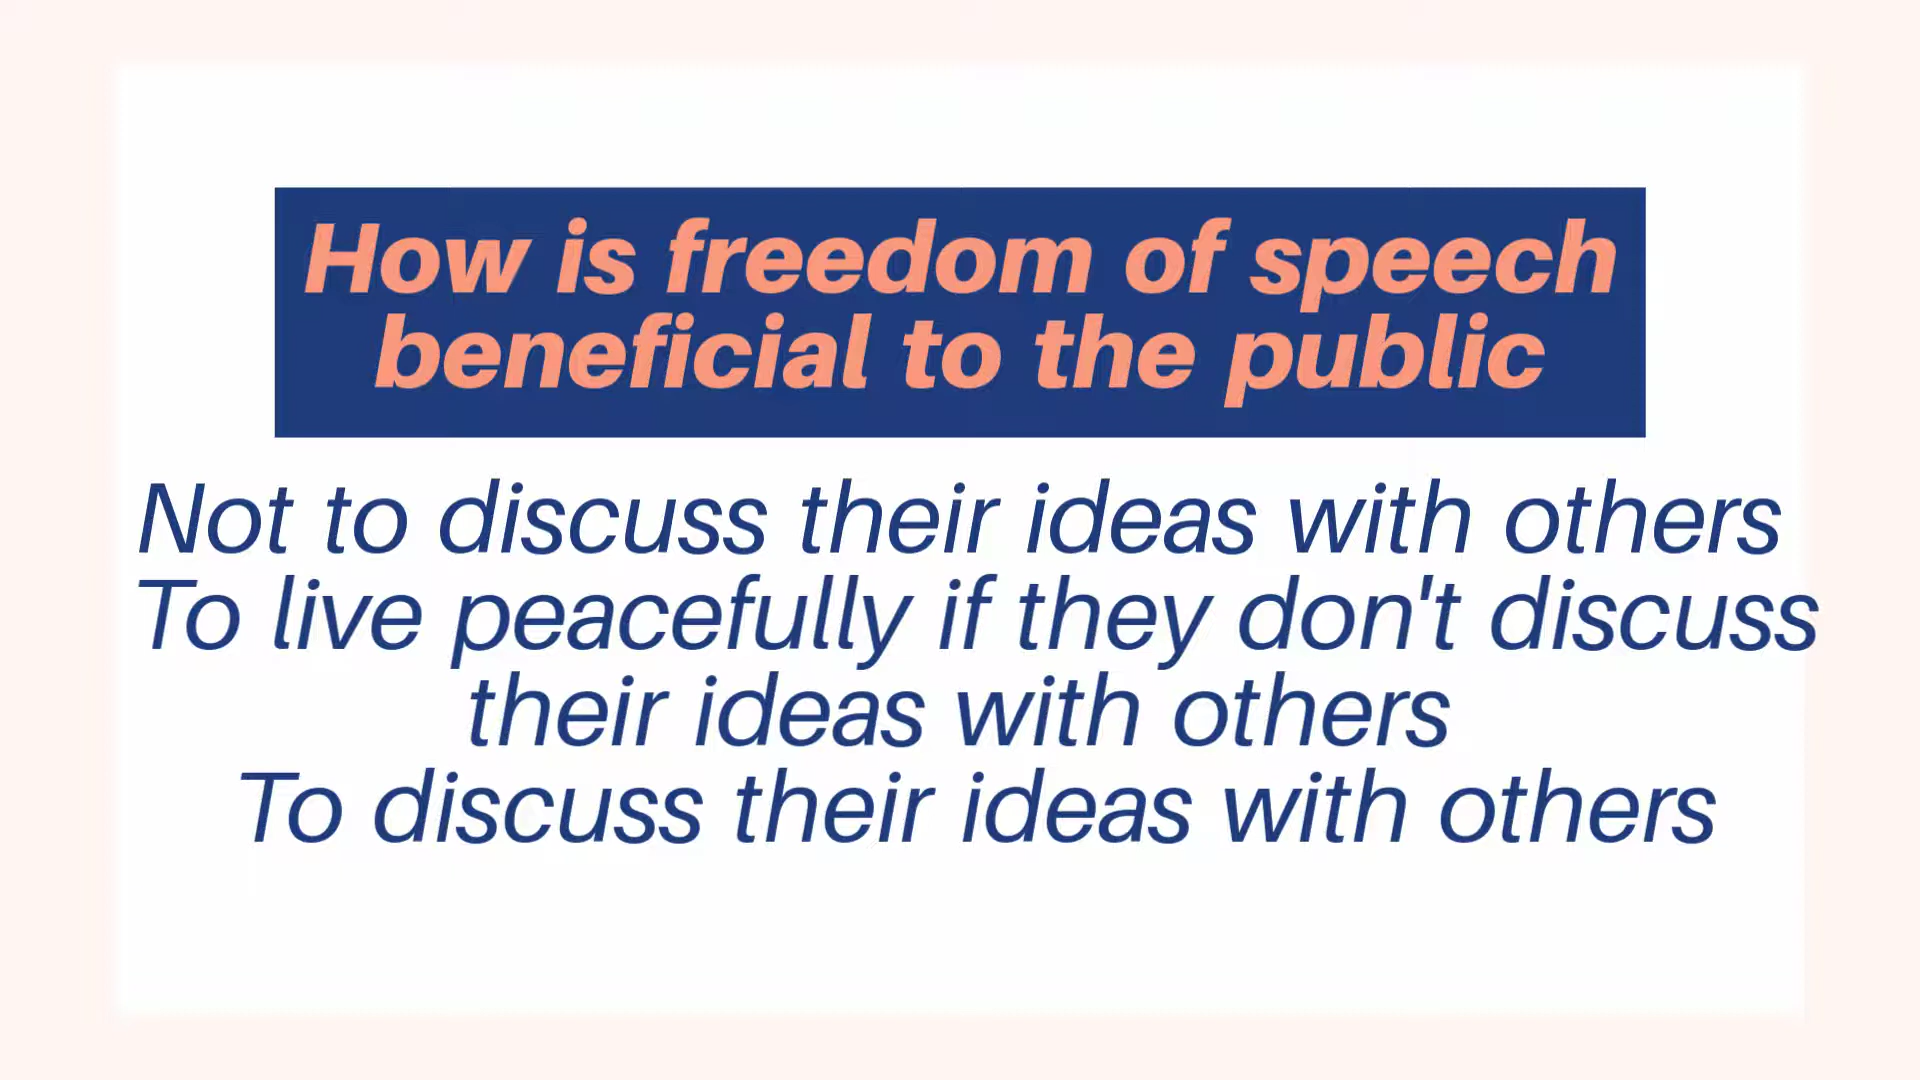 How is freedom of speech
beneficial to the public
Not to discuss their ideas with others
To live peacefully if they don't discuss
their ideas with others
To discuss their ideas with others